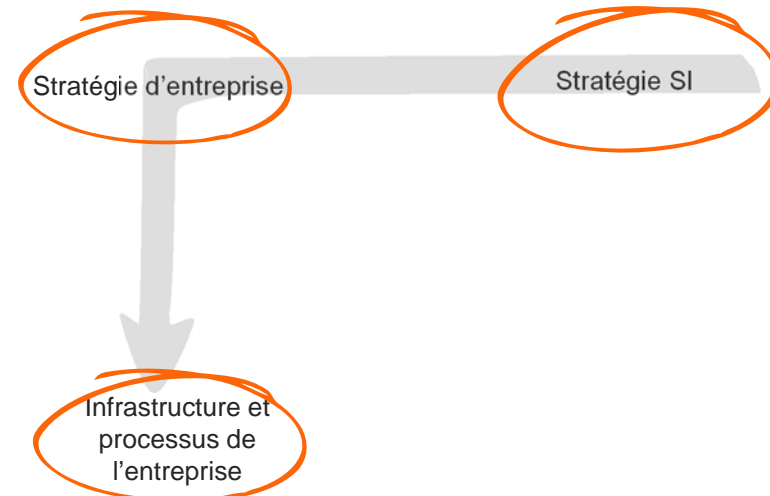 Stratégie d’entreprise
Stratégie SI
Infrastructure et
processus de
l’entreprise